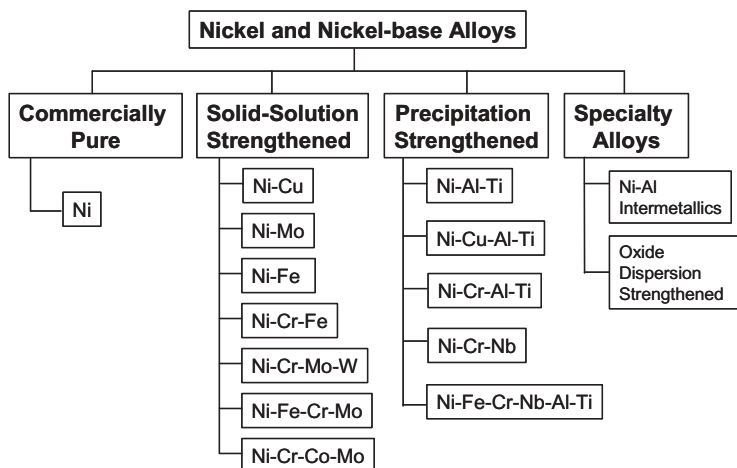 Nickel and Nickel-base Alloys
Commercially
Pure
Ni
Solid-Solution
Strengthened
Ni-Cu
Ni-Mo
Ni-Fe
Ni-Cr-Fe
Ni-Cr-Mo-W
Ni-Fe-Cr-Mo
Ni-Cr-Co-Mo
Precipitation
Strengthened
Ni-Al-Ti
Ni-Cu-Al-Ti
Ni-Cr-Al-Ti
Ni-Cr-Nb
Ni-Fe-Cr-Nb-Al-Ti
Specialty
Alloys
Ni-Al
Intermetallics
Oxide
Dispersion
Strengthened